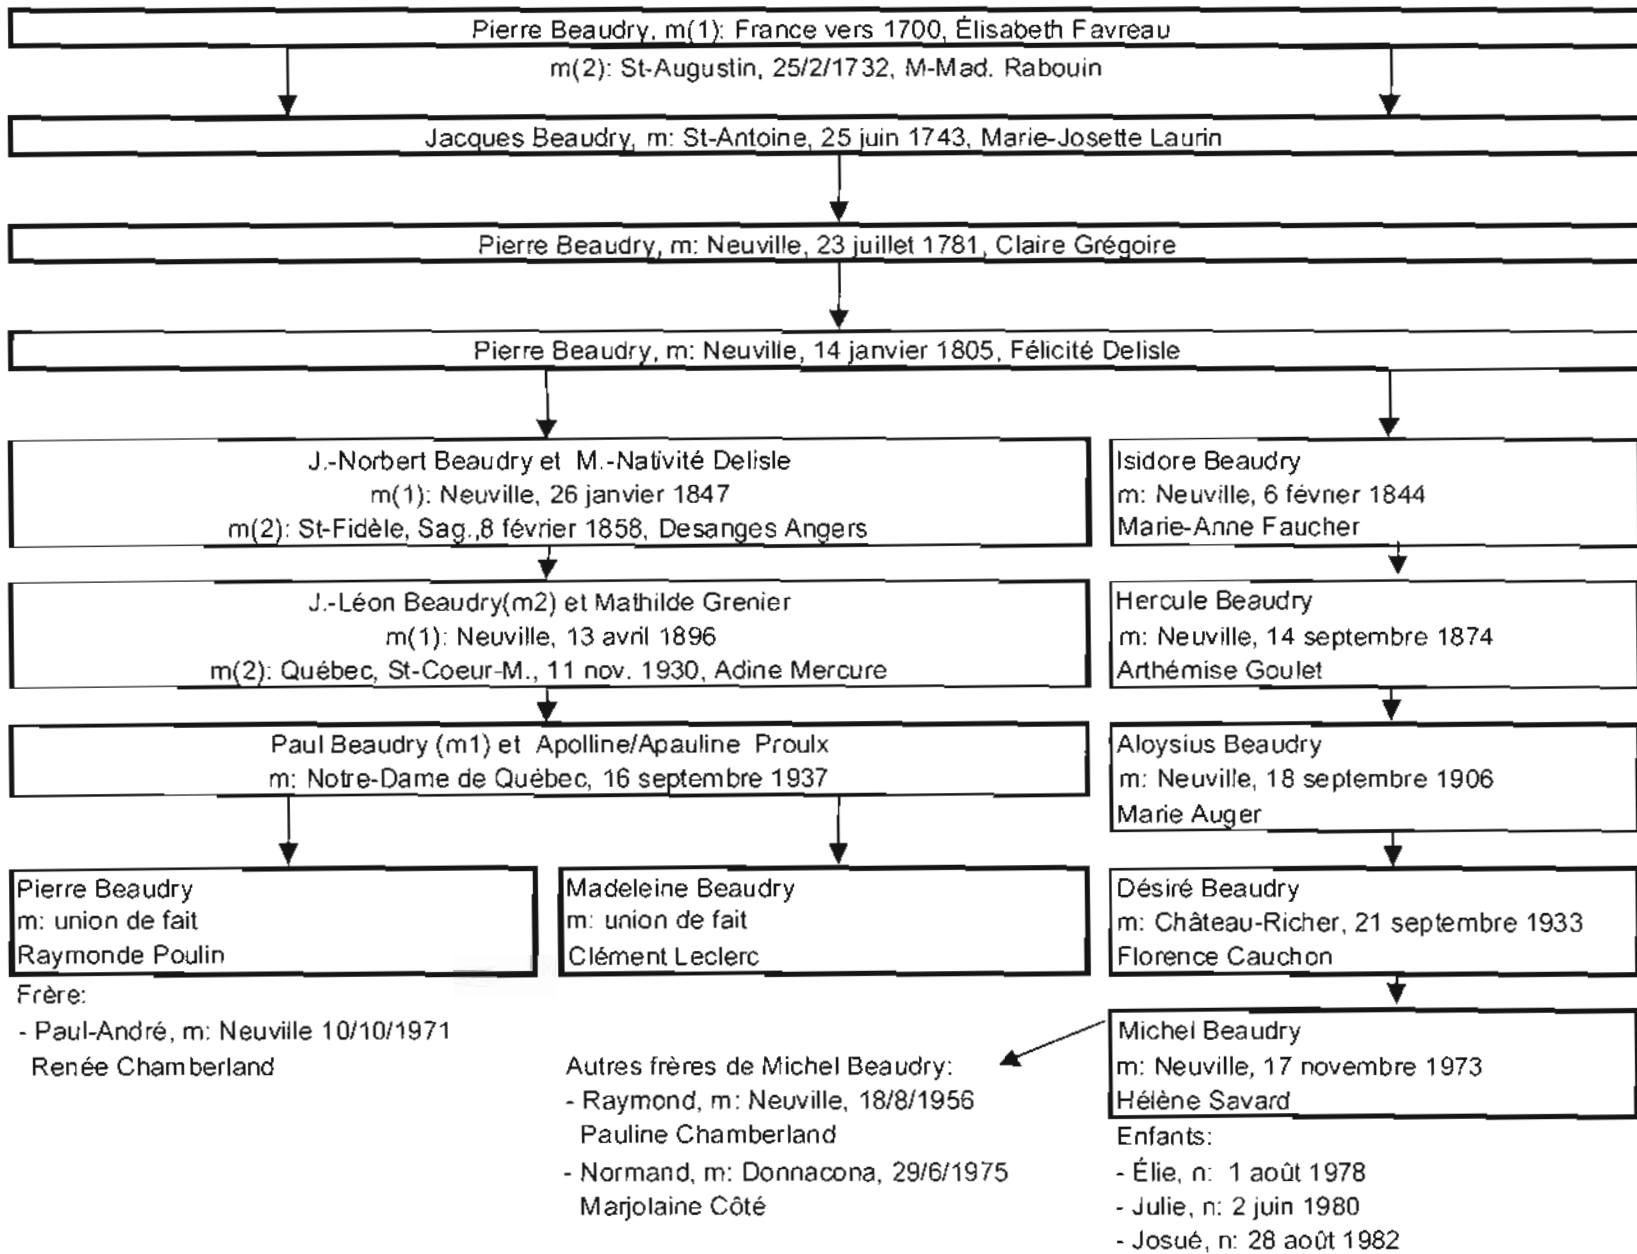 Pierre Beaudry, m(1): France vers 1700, Élisabeth Favreau
m(2): St-Augustin, 25/2/1732, M-Mad. Rabouin
Jacques Beaudry, m: St-Antoine, 25 juin 1743, Marie-Josette Laurin
Pierre Beaudry, m: Neuville, 23 juillet 1781, Claire Grégoire
Pierre Beaudry, m: Neuville, 14 janvier 1805, Félicité Delisle
J.-Norbert Beaudry et M.-Nativité Delisle
m(1): Neuville, 26 janvier 1847
m(2): St-Fidèle, Sag.,8 février 1858, Desanges Angers
Isidore Beaudry
m: Neuville, 6 février 1844
Marie-Anne Faucher
J.-Léon Beaudry(m2) et Mathilde Grenier
m(1): Neuville, 13 avril 1896
m(2): Québec, St-Coeur-M., 11 nov. 1930, Adine Mercure
Hercule Beaudry
m: Neuville, 14 septembre 1874
Arthémise Goulet
Paul Beaudry (m1) et Apolline/Apauline Proulx
m: Notre-Dame de Québec, 16 septembre 1937
Aloysius Beaudry
m: Neuville, 18 septembre 1906
Marie Auger
Pierre Beaudry
m: union de fait
Raymonde Poulin
Madeleine Beaudry
m: union de fait
Clément Leclerc
Désiré Beaudry
m: Château-Richer, 21 septembre 1933
Florence Cauchon
Frère:
- Paul-André, m: Neuville 10/10/1971
Renée Chamberland
Autres frères de Michel Beaudry:
- Raymond, m: Neuville, 18/8/1956
Pauline Chamberland
- Normand, m: Donnacona, 29/6/1975
Marjolaine Côté
Michel Beaudry
m: Neuville, 17 novembre 1973
Hélène Savard
Enfants:
- Élie, n: 1 août 1978
- Julie, n: 2 juin 1980
- Josué, n: 28 août 1982